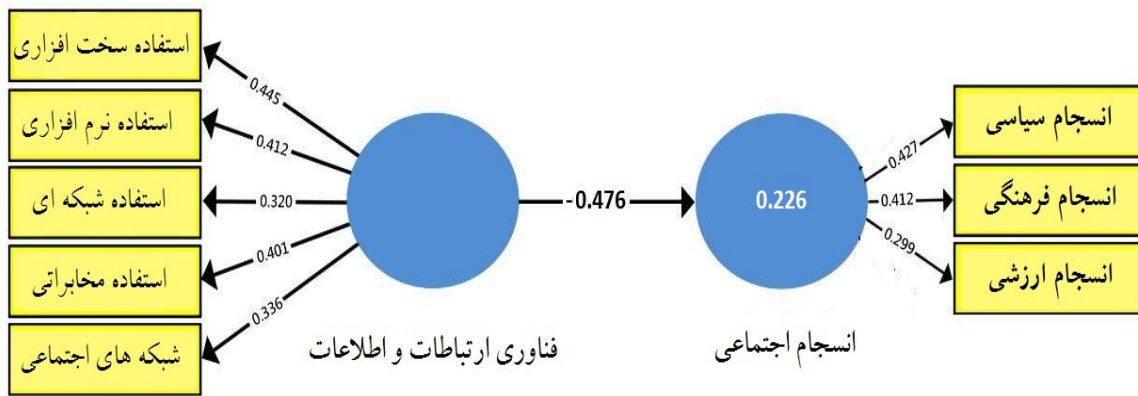 استفاده سخت افزاری
استفاده نرم افزاری
استفاده شبکه ای
استفاده مخابراتی
شبکه های اجتماعی
0.445
0.412
0.320
0.401
0.336
فناوری ارتباطات و اطلاعات
-0.476
0.226
انسجام اجتماعی
0.427
0.412
0.299
انسجام سیاسی
انسجام فرهنگی
انسجام ارزشی